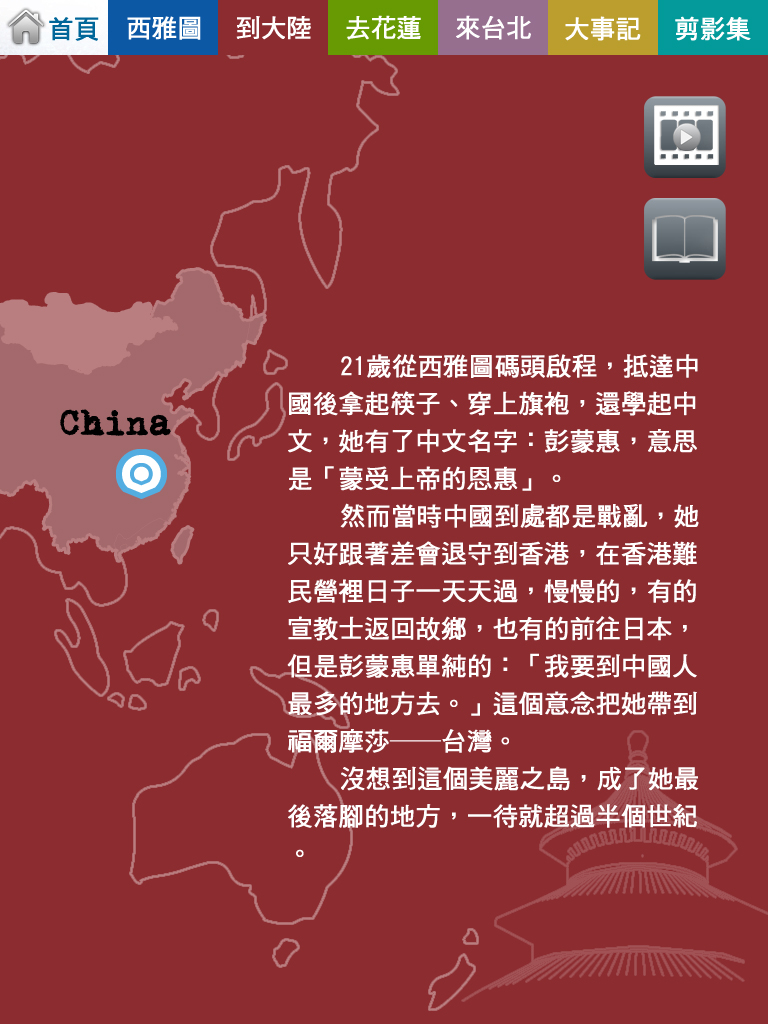 首頁
西雅圖
到大陸
去花蓮
來台北
大事記
剪影集
China
21歲從西雅圖碼頭啟程，抵達中
國後拿起筷子、穿上旗袍，還學起中
文，她有了中文名字：彭蒙惠，意思
是「蒙受上帝的恩惠」。
然而當時中國到處都是戰亂，她
只好跟著差會退守到香港，在香港難
民營裡日子一天天過，慢慢的，有的
宣教士返回故鄉，也有的前往日本，
但是彭蒙惠單純的：「我要到中國人
最多的地方去。」這個意念把她帶到
福爾摩莎──台灣。
沒想到這個美麗之島，成了她最
後落腳的地方，一待就超過半個世紀
。